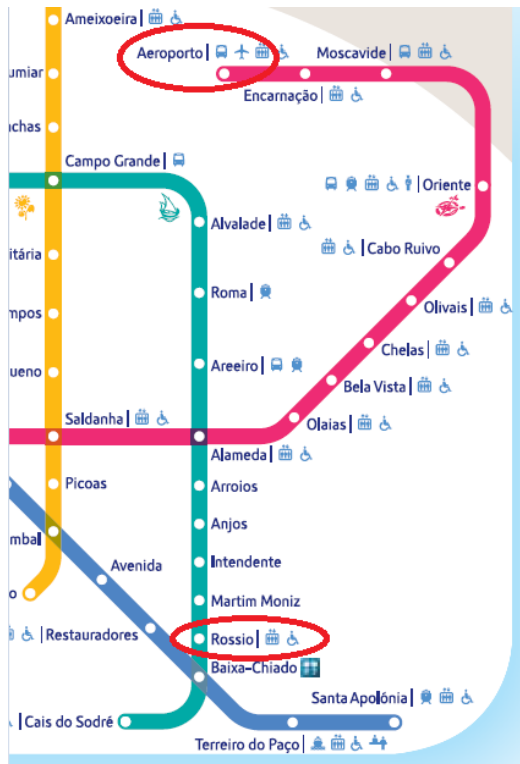 Ameixoeira
Aeroporto
Moscavide
umiar
Encarnação
nchas
Campo Grande
Oriente
Alvalade
Cabo Ruivo
itária
Roma
Olivais
mpos
Chelas
Areeiro
ueno
Bela Vista
Saldanha
Olaias
Alameda
Picoas
Arroios
Anjos
mbal
Avenida
Intendente
o
Martim Moniz
Restauradores
Rossio
Baixa-Chiado
Santa Apolónia
Cais do Sodré
Terreiro do Paço